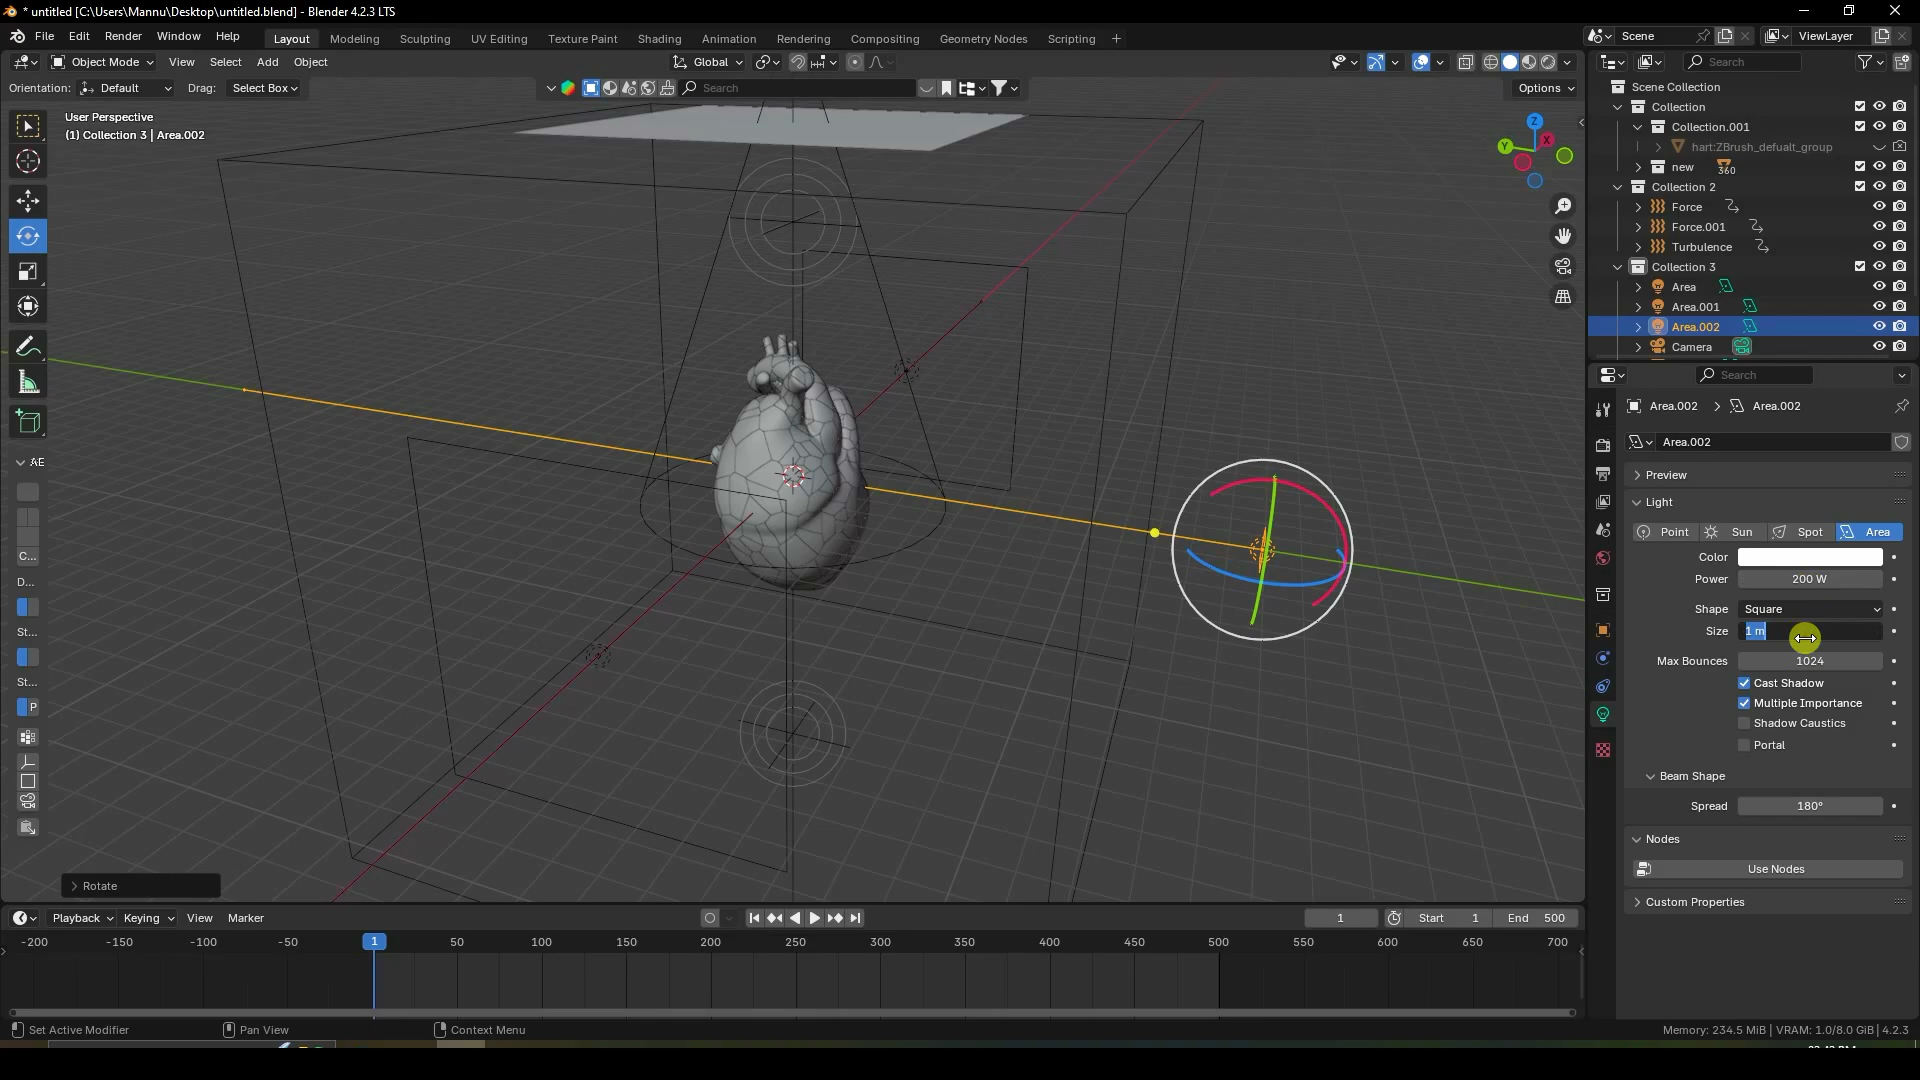 * untitled [C:\Users\Mannu\Desktop\untitled.blend] - Blender 4.2.3 LTS
File Edit Render Window Help Layout Modeling Sculpting UV Editing Texture Paint Shading Animation Rendering Compositing Geometry Nodes Scripting + Scene ViewLayer
Object Mode View Select Add Object Global Search
Orientation: Default Drag: Select Box Search Options
User Perspective
(1) Collection 3 | Area.002
Z
Y
X
Scene Collection
Collection
Collection.001
hart:ZBrush_defualt_group
new 360
Collection 2
Force
Force.001
Turbulence
Collection 3
Area
Area.001
Area.002
Camera
Search
Area.002 > Area.002
Area.002
Preview
Light
Point Sun Spot Area
Color
Power 200 W
Shape Square
Size 1 m
Max Bounces 1024
Cast Shadow
Multiple Importance
Shadow Caustics
Portal
Beam Shape
Spread 180°
Nodes
Use Nodes
Custom Properties
AE
C...
D...
St...
St...
P
Rotate
Playback Keying View Marker 1 Start 1 End 500
-200 -150 -100 -50 1 50 100 150 200 250 300 350 400 450 500 550 600 650 700
Set Active Modifier Pan View Context Menu Memory: 234.5 MiB | VRAM: 1.0/8.0 GiB | 4.2.3